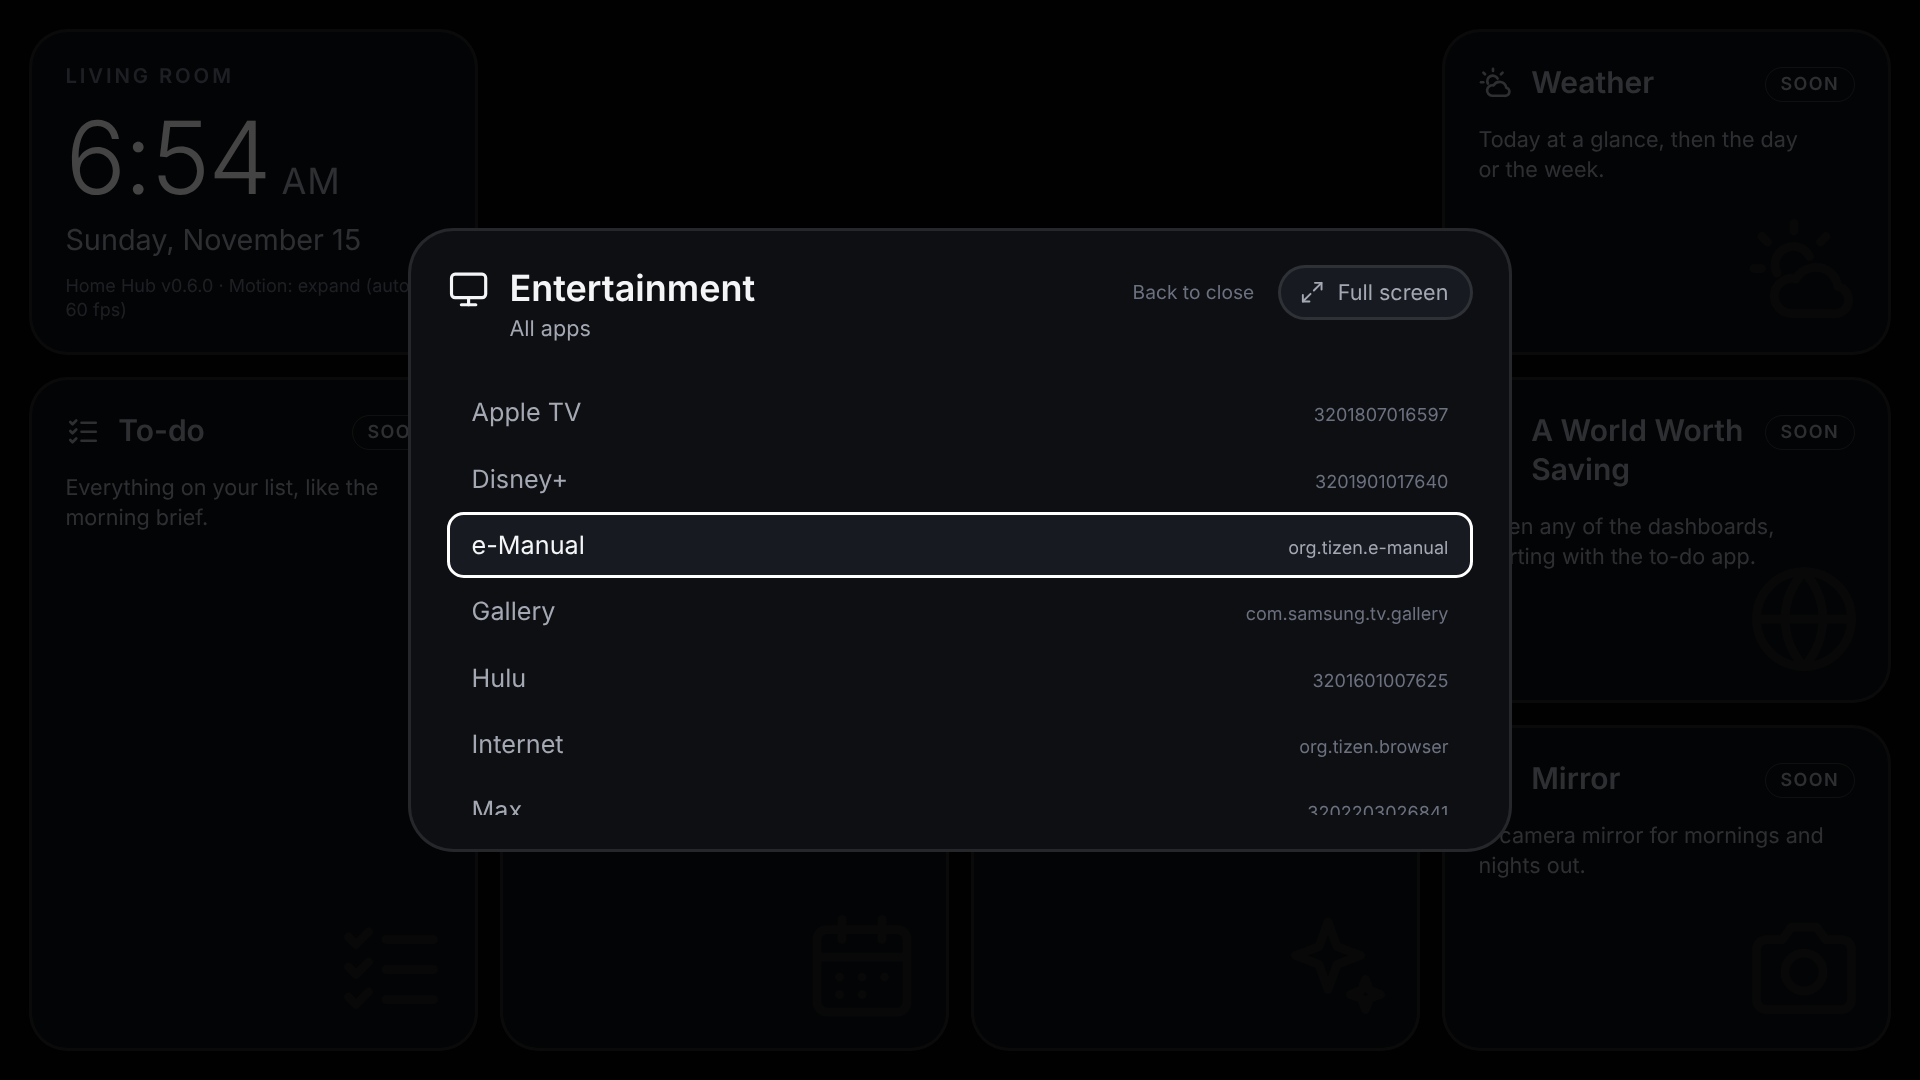 LIVING ROOM
6:54 AM
Sunday, November 15
Home Hub v0.6.0 · Motion: expand (auto
60 fps)
To-do
Everything on your list, like the
morning brief.
Entertainment
All apps
Back to close
Full screen
Apple TV 3201807016597
Disney+ 3201901017640
e-Manual org.tizen.e-manual
Gallery com.samsung.tv.gallery
Hulu 3201601007625
Internet org.tizen.browser
Max 3202203026841
Weather SOON
Today at a glance, then the day
or the week.
A World Worth SOON
Saving
any of the dashboards,
with the to-do app.
Mirror SOON
camera mirror for mornings and
nights out.